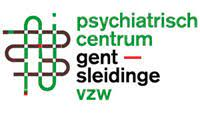 psychiatrisch
centrum
gent —
sleidinge
vzw